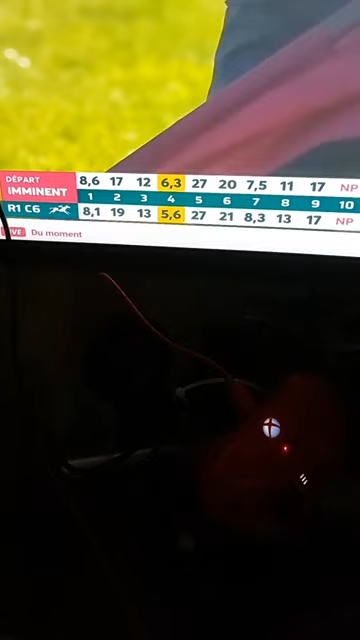 DÉPART
IMMINENT
8,6 17 12 6,3 27 20 7,5 11 17 NP
1 2 3 4 5 6 7 8 9 10
R1 C6
8,1 19 13 5,6 27 21 8,3 13 17 NP
Du moment